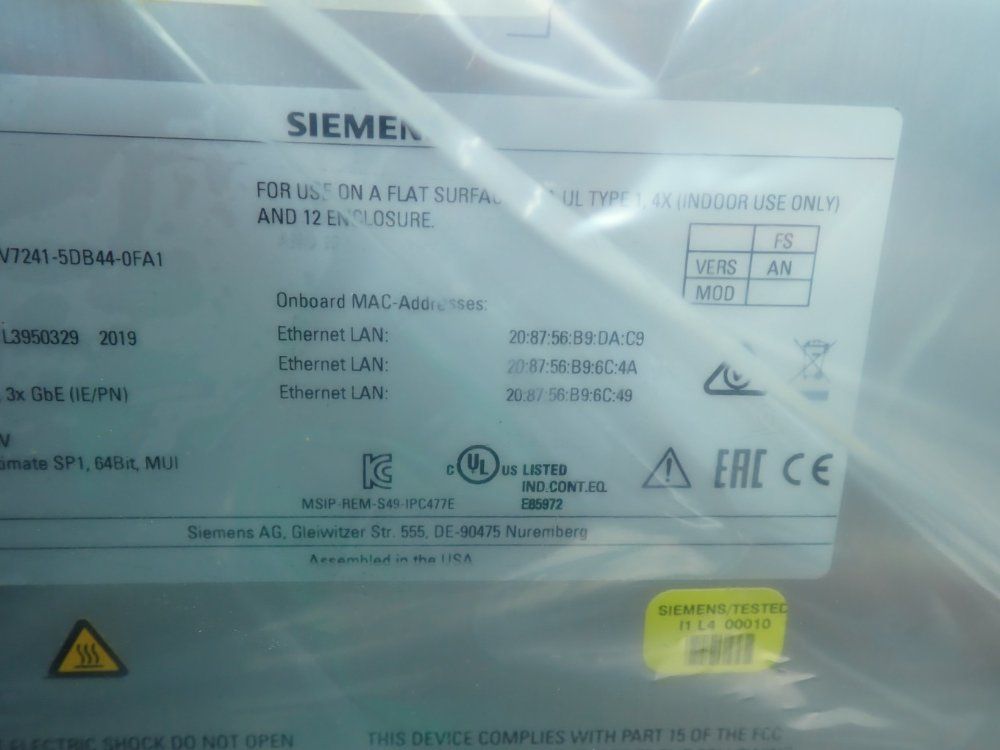 SIEMEN
FOR USE ON A FLAT SURFAC UL TYPE 1, 4X (INDOOR USE ONLY)
AND 12 ENCLOSURE.
FS
VERS AN
MOD
V7241-5DB44-0FA1
Onboard MAC-Addresses:
L3950329 2019
Ethernet LAN: 20:87:56:B9:DA:C9
Ethernet LAN: 20:87:56:B9:6C:4A
, 3x GbE (IE/PN)
Ethernet LAN: 20:87:56:B9:6C:49
V
timate SP1, 64Bit, MUI
C UL US LISTED
IND.CONT.EQ.
E85972
EAC CE
MSIP-REM-S49-IPC477E
Siemens AG, Gleiwitzer Str. 555, DE-90475 Nuremberg
Assembled in the USA
SIEMENS/TESTED
I1 L4 00010
ELECTRIC SHOCK DO NOT OPEN
THIS DEVICE COMPLIES WITH PART 15 OF THE FCC